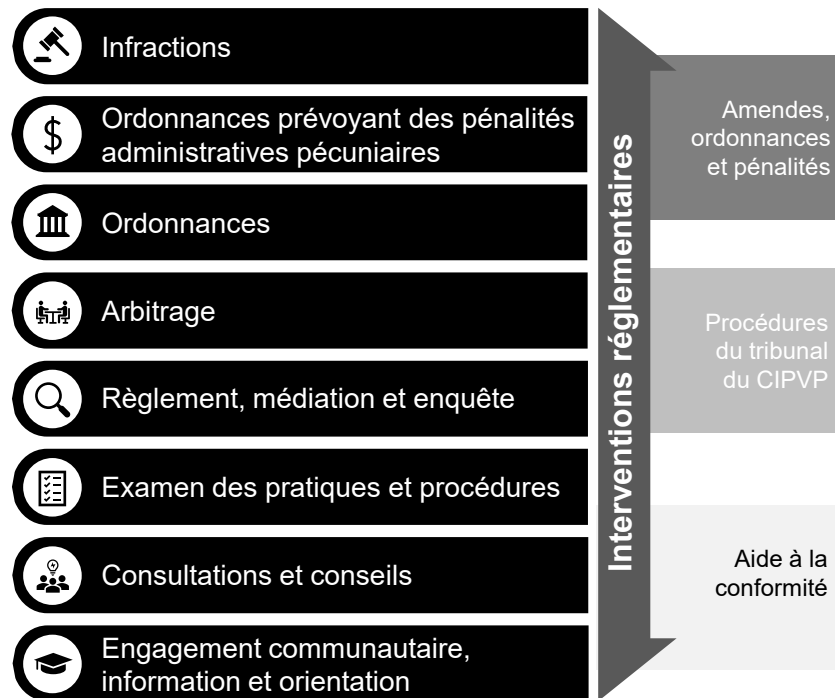 Infractions
Ordonnances prévoyant des pénalités
administratives pécuniaires
Ordonnances
Arbitrage
Règlement, médiation et enquête
Examen des pratiques et procédures
Consultations et conseils
Engagement communautaire,
information et orientation
Interventions réglementaires
Amendes,
ordonnances
et pénalités
Procédures
du tribunal
du CIPVP
Aide à la
conformité